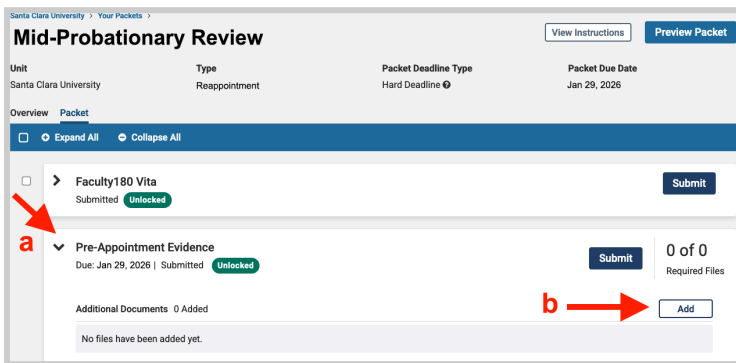 Santa Clara University > Your Packets >
Mid-Probationary Review
View Instructions
Preview Packet
Unit
Type
Packet Deadline Type
Packet Due Date
Santa Clara University
Reappointment
Hard Deadline
Jan 29, 2026
Overview Packet
Expand All Collapse All
Faculty180 Vita
Submit
Submitted Unlocked
a
Pre-Appointment Evidence
Due: Jan 29, 2026 | Submitted Unlocked
Submit
0 of 0
Required Files
b
Additional Documents 0 Added
Add
No files have been added yet.